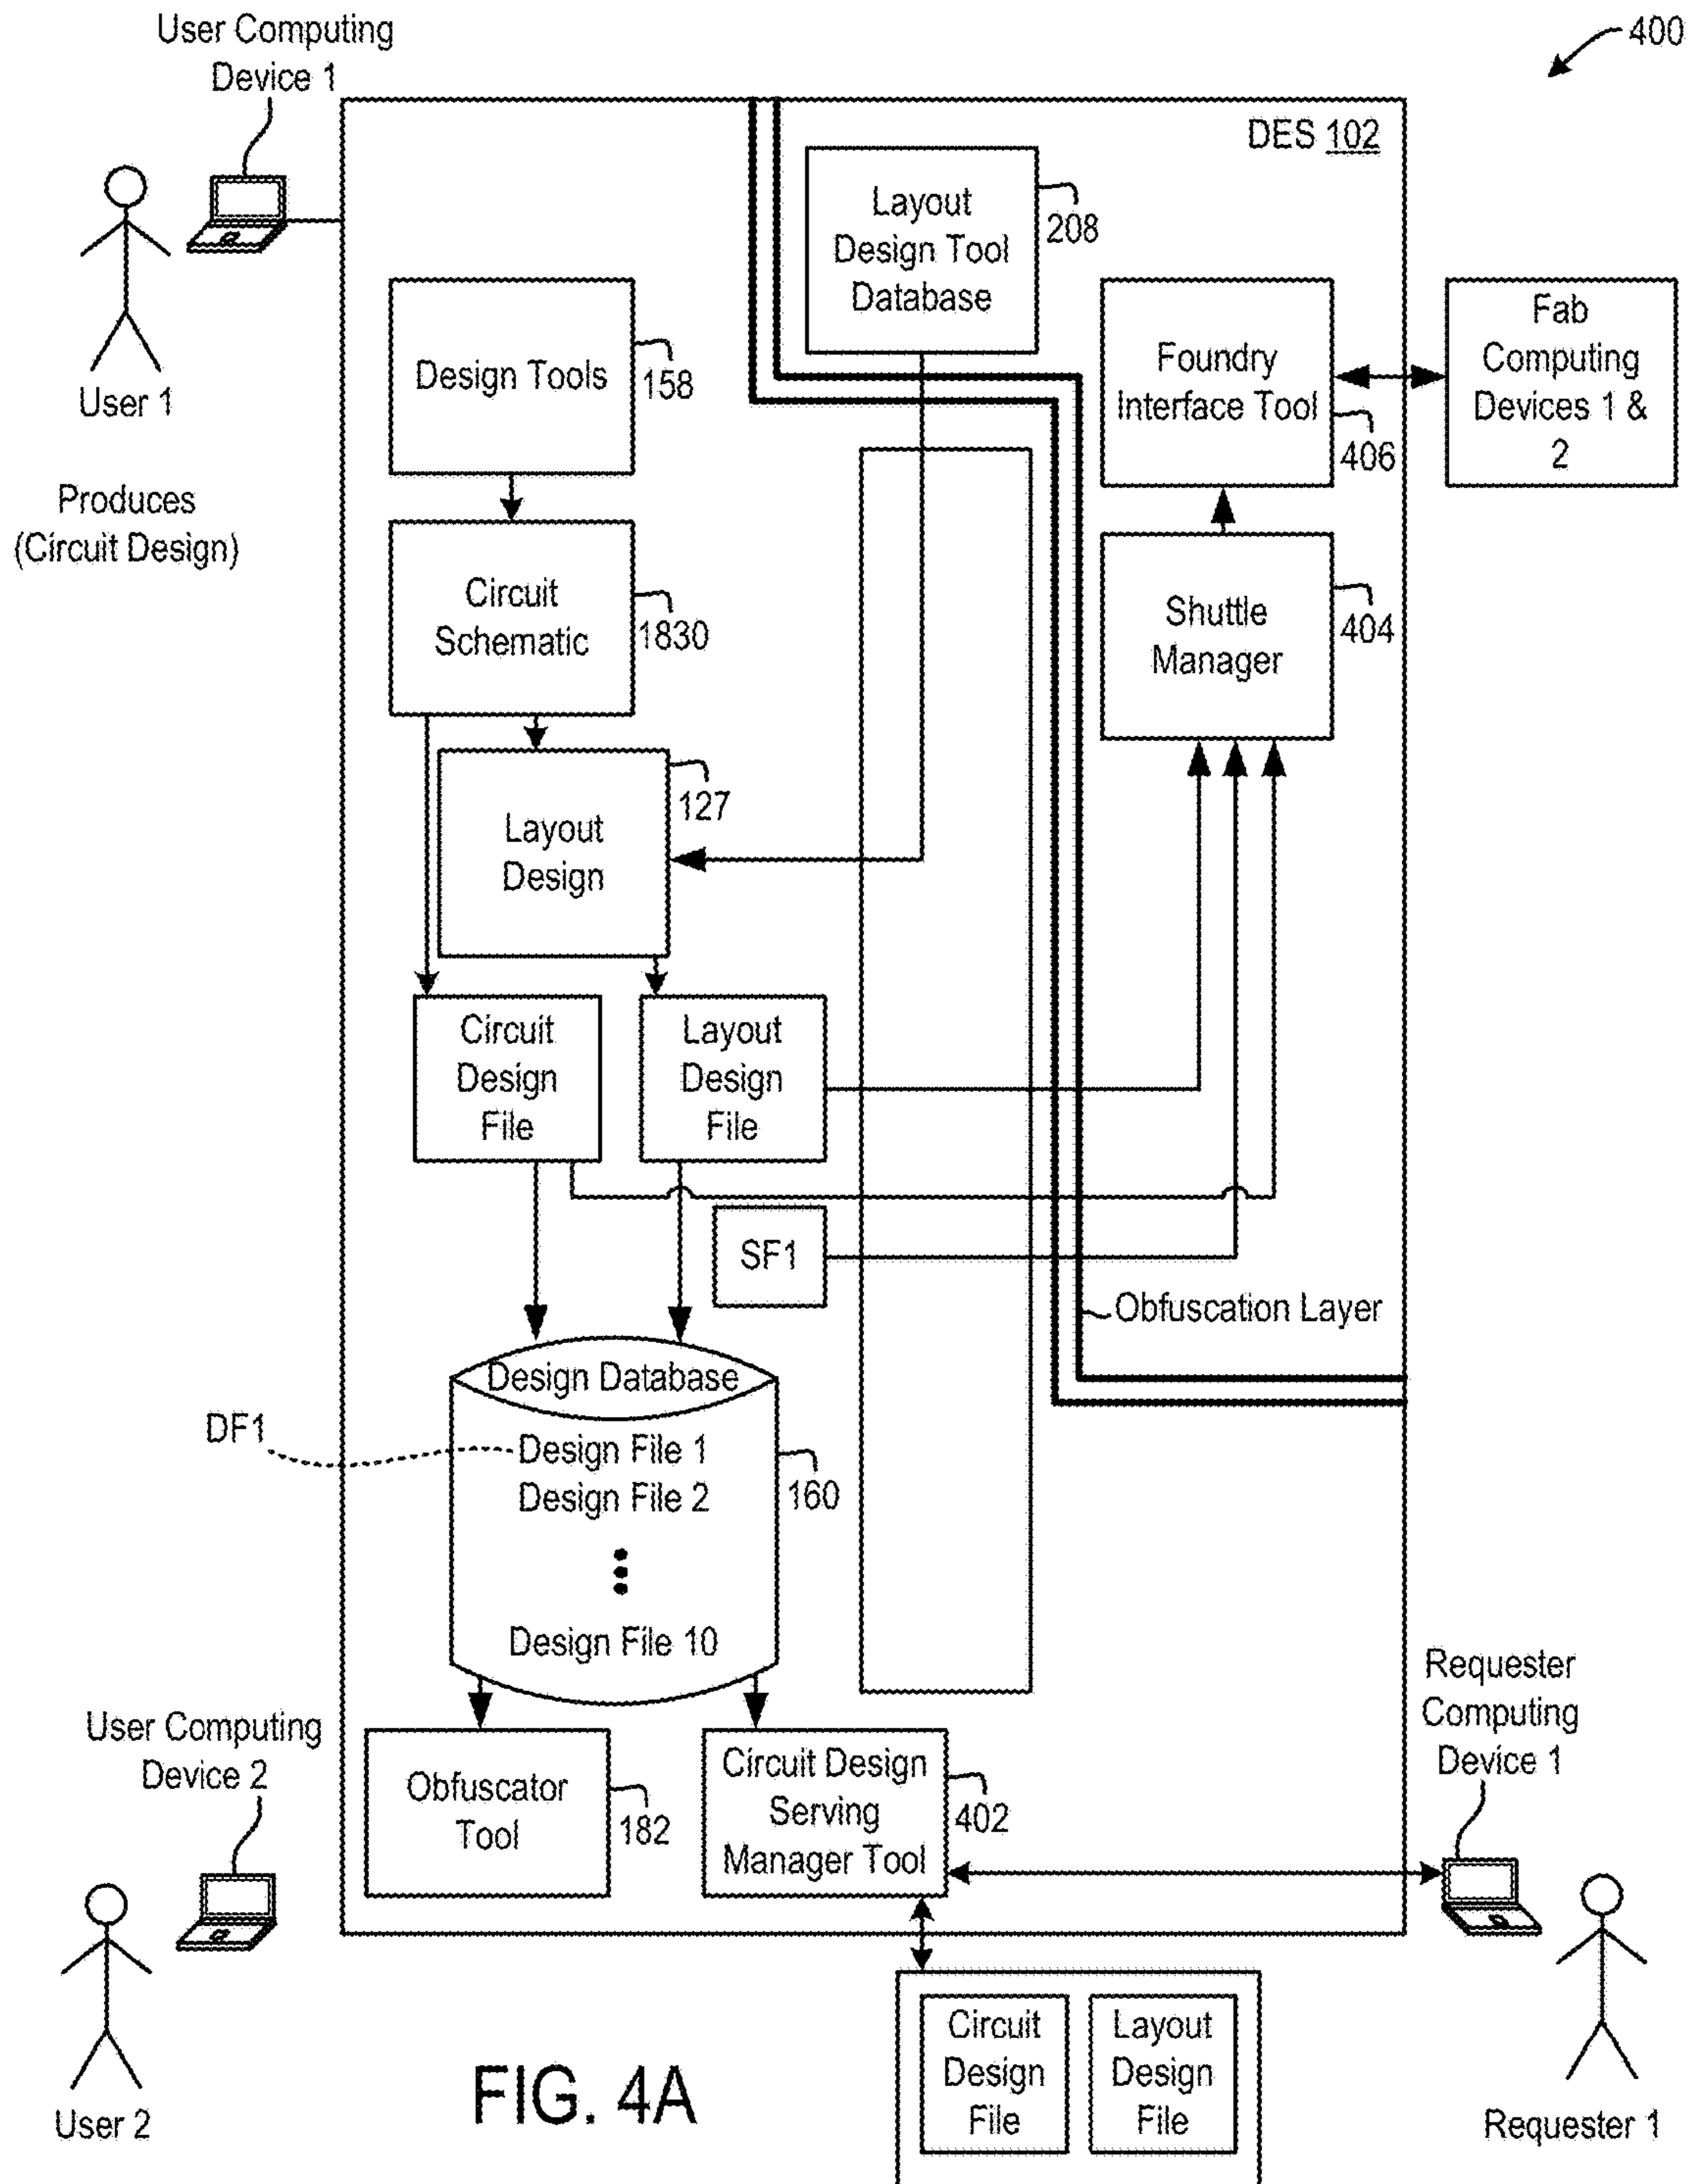 User Computing
Device 1
400
DES 102
Layout
Design Tool
Database
208
User 1
Produces
(Circuit Design)
Design Tools
158
Foundry
Interface Tool
406
Fab
Computing
Devices 1 &
2
Circuit
Schematic
1830
Shuttle
Manager
404
Layout
Design
127
Circuit
Design
File
Layout
Design
File
SF1
Obfuscation Layer
Design Database
DF1
Design File 1
Design File 2
Design File 10
160
User Computing
Device 2
Obfuscator
Tool
182
Circuit Design
Serving
Manager Tool
402
Requester
Computing
Device 1
User 2
FIG. 4A
Circuit
Design
File
Layout
Design
File
Requester 1